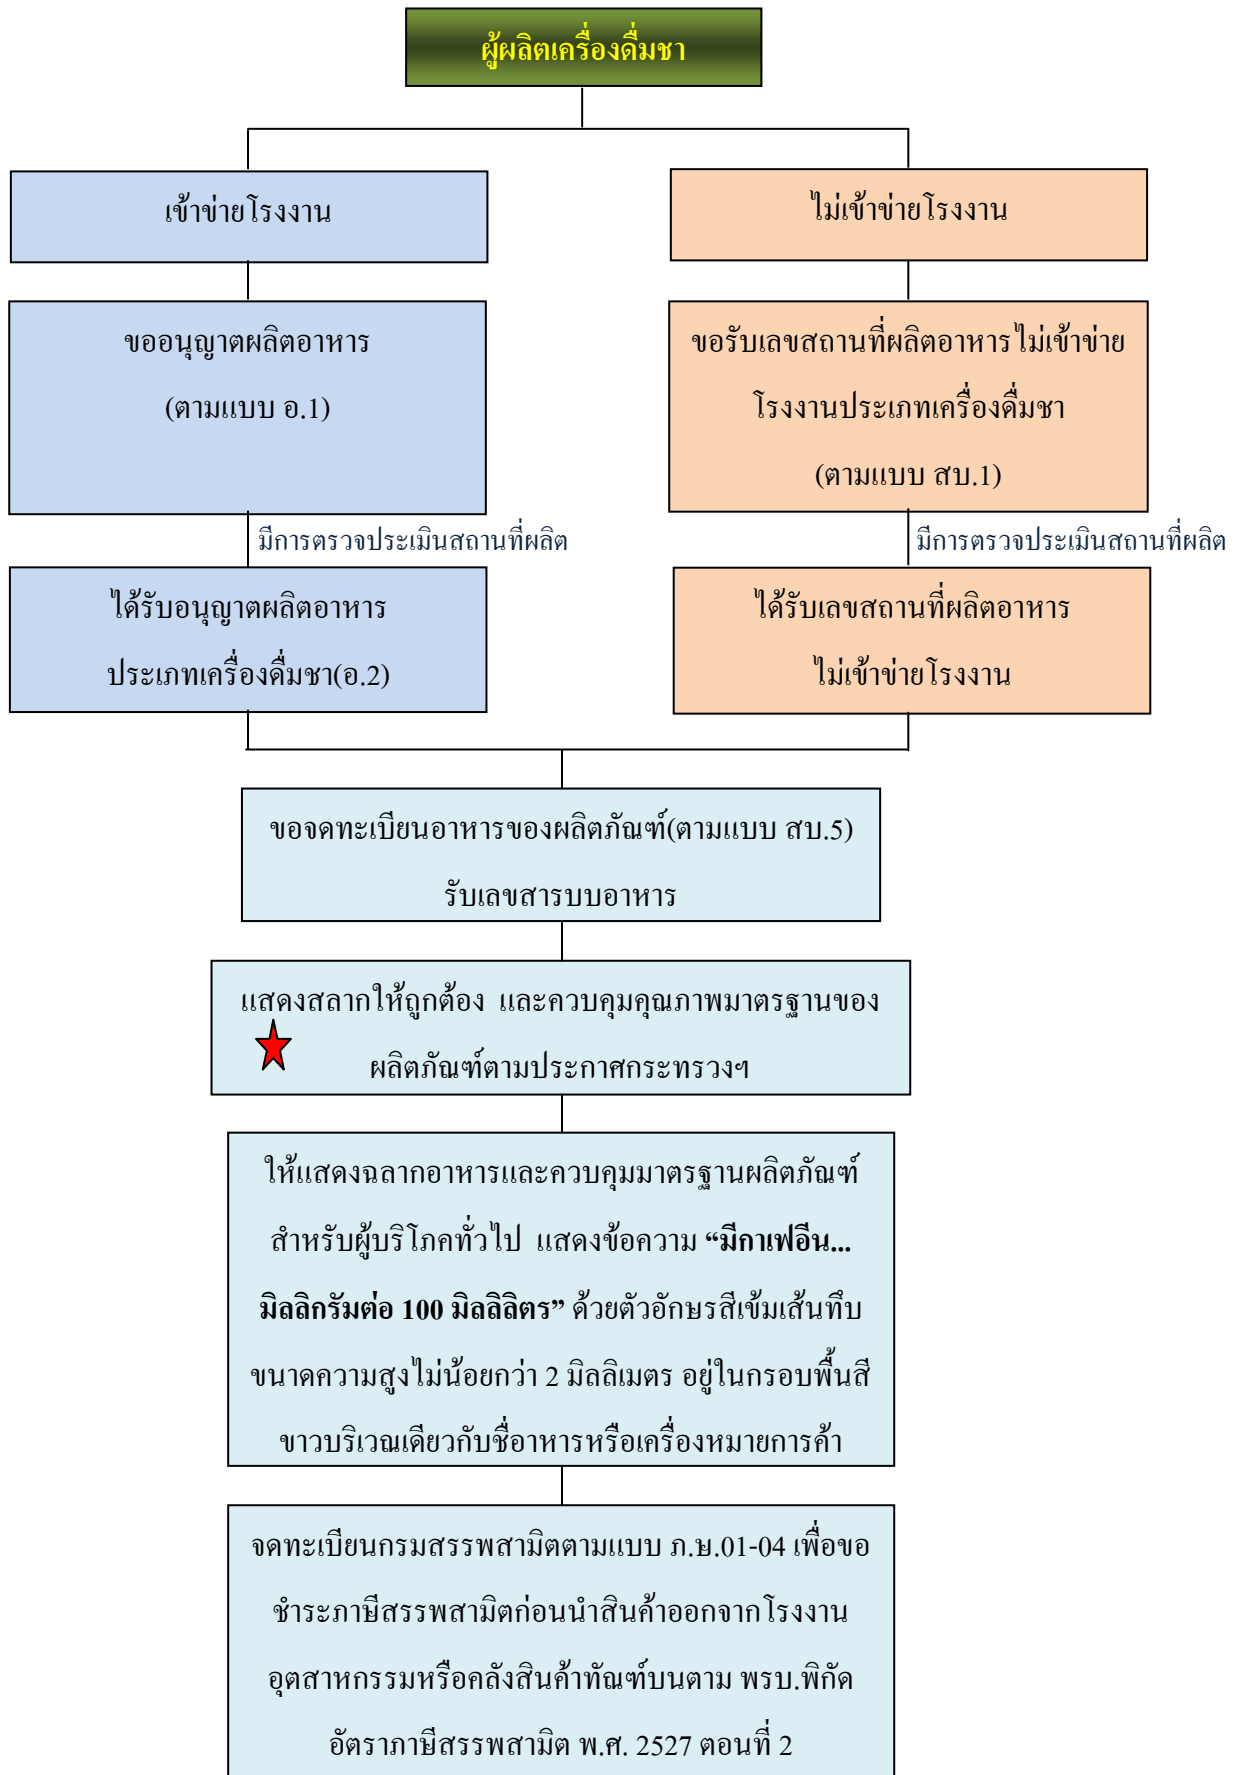 ผู้ผลิตเครื่องดื่มชา
เข้าข่ายโรงงาน
ไม่เข้าข่ายโรงงาน
ขออนุญาตผลิตอาหาร
(ตามแบบ อ.1)
ขอรับเลขสถานที่ผลิตอาหารไม่เข้าข่าย
โรงงานประเภทเครื่องดื่มชา
(ตามแบบ สบ.1)
มีการตรวจประเมินสถานที่ผลิต
มีการตรวจประเมินสถานที่ผลิต
ได้รับอนุญาตผลิตอาหาร
ประเภทเครื่องดื่มชา(อ.2)
ได้รับเลขสถานที่ผลิตอาหาร
ไม่เข้าข่ายโรงงาน
ขอจดทะเบียนอาหารของผลิตภัณฑ์(ตามแบบ สบ.5)
รับเลขสารบบอาหาร
แสดงสลากให้ถูกต้อง และควบคุมคุณภาพมาตรฐานของ
ผลิตภัณฑ์ตามประกาศกระทรวงฯ
ให้แสดงฉลากอาหารและควบคุมมาตรฐานผลิตภัณฑ์
สำหรับผู้บริโภคทั่วไป แสดงข้อความ “มีกาเฟอีน...
มิลลิกรัมต่อ 100 มิลลิลิตร” ด้วยตัวอักษรสีเข้มเส้นทึบ
ขนาดความสูงไม่น้อยกว่า 2 มิลลิเมตร อยู่ในกรอบพื้นสี
ขาวบริเวณเดียวกับชื่ออาหารหรือเครื่องหมายการค้า
จดทะเบียนกรมสรรพสามิตตามแบบ ภ.ษ.01-04 เพื่อขอ
ชำระภาษีสรรพสามิตก่อนนำสินค้าออกจากโรงงาน
อุตสาหกรรมหรือคลังสินค้าทัณฑ์บนตาม พรบ.พิกัด
อัตราภาษีสรรพสามิต พ.ศ. 2527 ตอนที่ 2